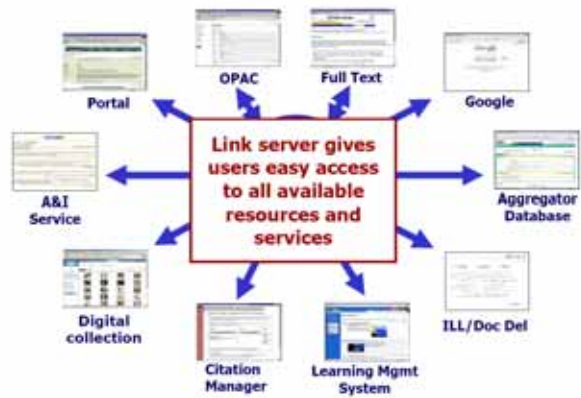 OPAC
Full Text
Portal
Google
Link server gives
users easy access
to all available
resources and
services
A&I
Service
Aggregator
Database
Digital
collection
ILL/Doc Del
Citation
Manager
Learning Mgmt
System